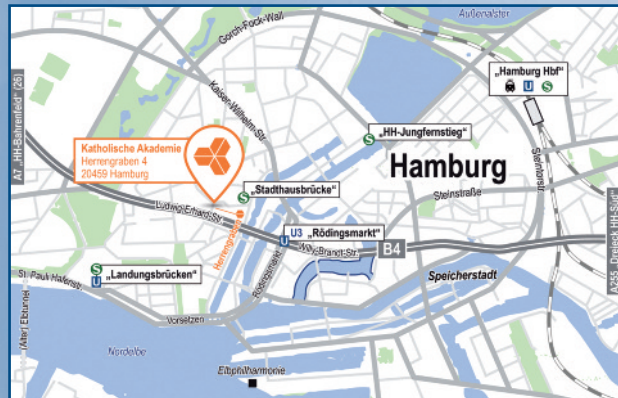 Außenalster
Gorch-Fock-Wall
„Hamburg Hbf“
U S
A7 „HH-Bahrenfeld“ (26)
Kaiser-Wilhelm-Str.
S „HH-Jungfernstieg“
Steintorstr.
Katholische Akademie
Herrengraben 4
20459 Hamburg
Hamburg
S „Stadthausbrücke“
Steinstraße
Ludwig-Erhard-Str.
Herrengraben
U U3 „Rödingsmarkt“
Willy-Brandt-Str.
B4
A255 „Dreieck HH-Süd“
Rödingsmarkt
S
U „Landungsbrücken“
St. Pauli Hafenstr.
Speicherstadt
Vorsetzen
(Alter) Elbtunnel
Nordelbe
Elbphilharmonie